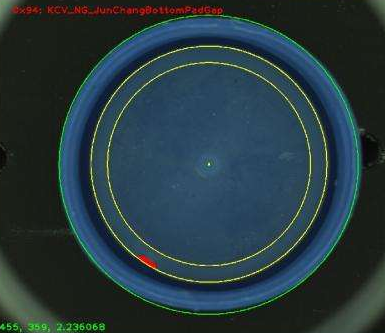 0x94: KCV_NG_JunChangBottomPadGap
455, 359, 2.236068